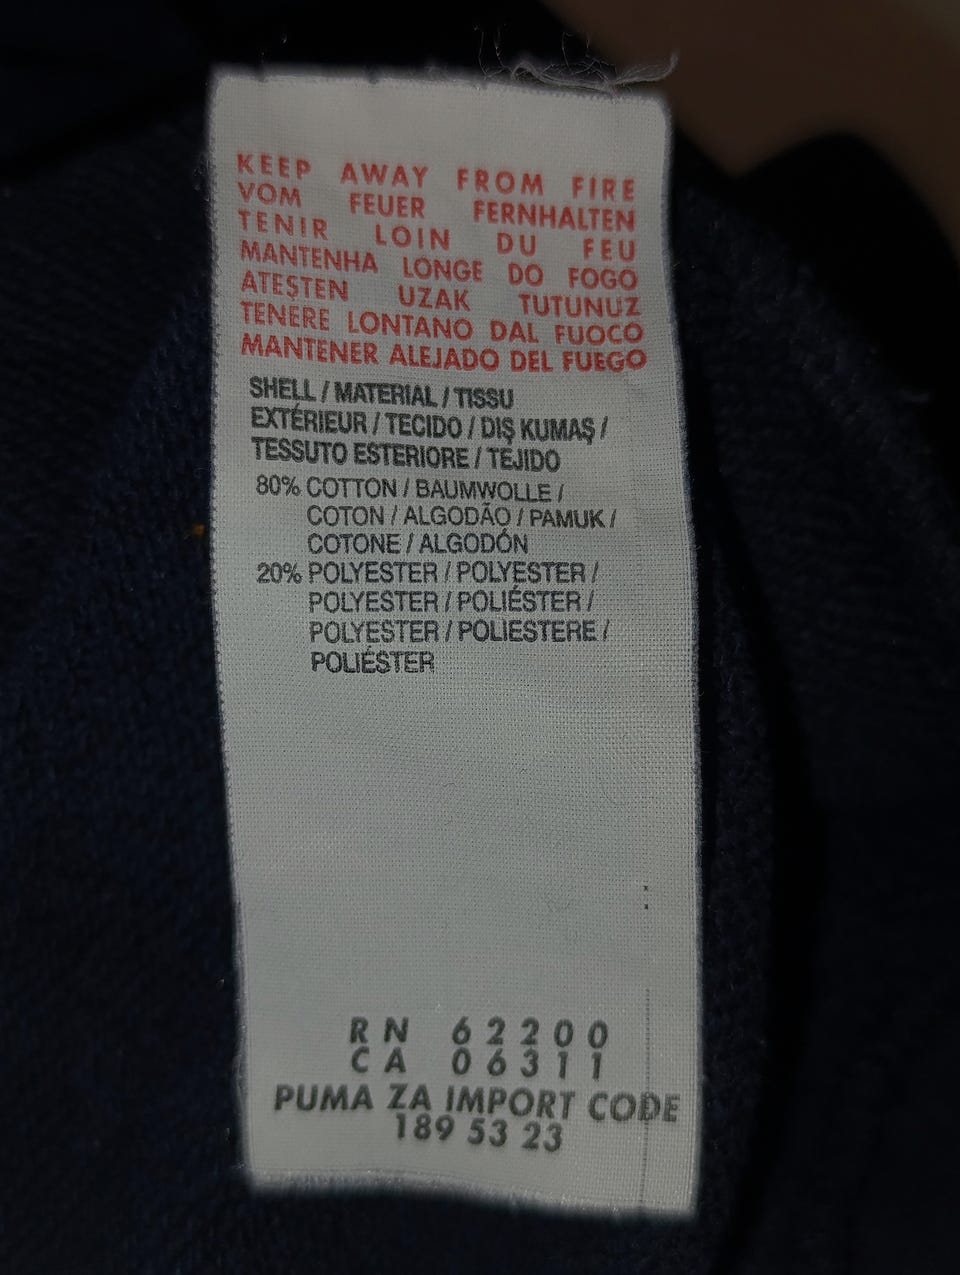 KEEP AWAY FROM FIRE
VOM FEUER FERNHALTEN
TENIR LOIN DU FEU
MANTENHA LONGE DO FOGO
ATEŞTEN UZAK TUTUNUZ
TENERE LONTANO DAL FUOCO
MANTENER ALEJADO DEL FUEGO
SHELL / MATERIAL / TISSU
EXTÉRIEUR / TECIDO / DIŞ KUMAŞ /
TESSUTO ESTERIORE / TEJIDO
80% COTTON / BAUMWOLLE /
COTON / ALGODÃO / PAMUK /
COTONE / ALGODÓN
20% POLYESTER / POLYESTER /
POLYESTER / POLIÉSTER /
POLYESTER / POLIESTERE /
POLIÉSTER
RN 62200
CA 06311
PUMA ZA IMPORT CODE
189 53 23